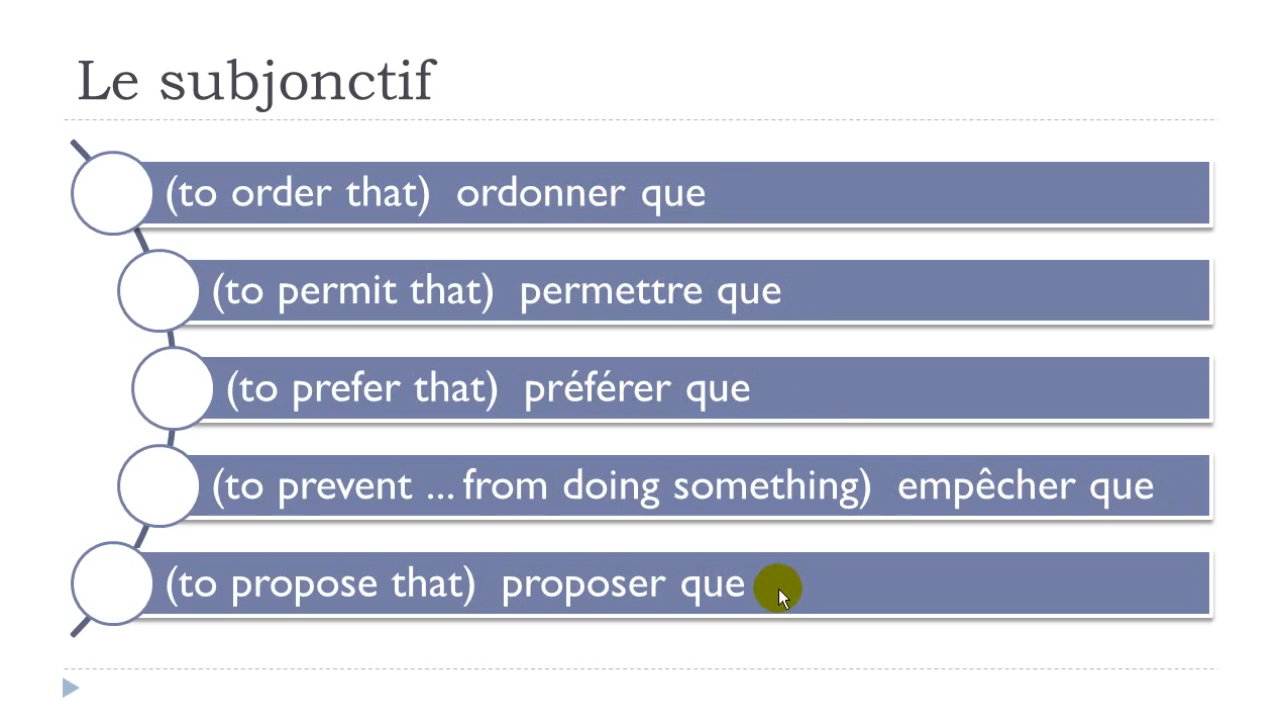 Le subjonctif
(to order that) ordonner que
(to permit that) permettre que
(to prefer that) préférer que
(to prevent ... from doing something) empêcher que
(to propose that) proposer que